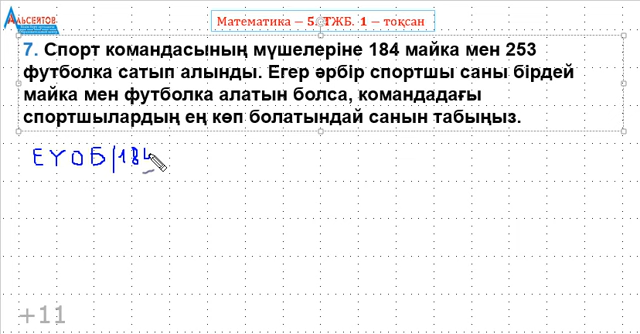 АЛЬСЕИТОВ
Математика – 5. ТЖБ. 1 – тоқсан
7. Спорт командасының мүшелеріне 184 майка мен 253
футболка сатып алынды. Егер әрбір спортшы саны бірдей
майка мен футболка алатын болса, командадағы
спортшылардың ең көп болатындай санын табыңыз.
ЕҮОБ(184
+11